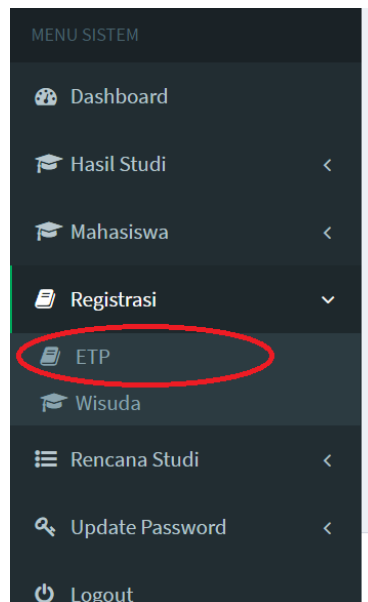 MENU SISTEM
Dashboard
Hasil Studi
Mahasiswa
Registrasi
ETP
Wisuda
Rencana Studi
Update Password
Logout